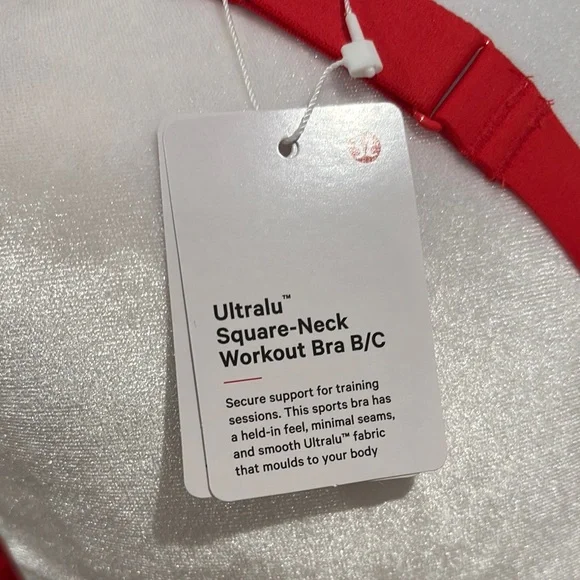 Ultralu™
Square-Neck
Workout Bra B/C
Secure support for training
sessions. This sports bra has
a held-in feel, minimal seams,
and smooth Ultralu™ fabric
that moulds to your body